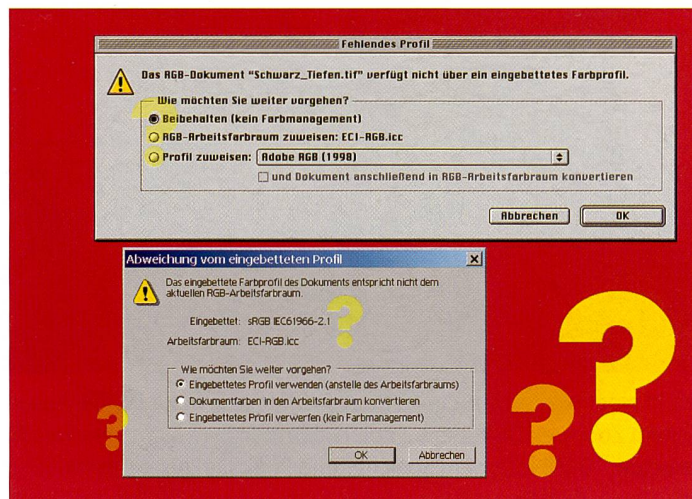 Fehlendes Profil
Das RGB-Dokument "Schwarz_Tiefen.tif" verfügt nicht über ein eingebettetes Farbprofil.
Wie möchten Sie weiter vorgehen?
Beibehalten (kein Farbmanagement)
RGB-Arbeitsfarbraum zuweisen: ECI-RGB.icc
Profil zuweisen: Adobe RGB (1998)
und Dokument anschließend in RGB-Arbeitsfarbraum konvertieren
Abbrechen OK
Abweichung vom eingebetteten Profil
Das eingebettete Farbprofil des Dokuments entspricht nicht dem
aktuellen RGB-Arbeitsfarbraum.
Eingebettet: sRGB IEC61966-2.1
Arbeitsfarbraum: ECI-RGB.icc
Wie möchten Sie weiter vorgehen?
Eingebettetes Profil verwenden (anstelle des Arbeitsfarbraums)
Dokumentfarben in den Arbeitsfarbraum konvertieren
Eingebettetes Profil verwerfen (kein Farbmanagement)
OK Abbrechen
? ? ? ? ?